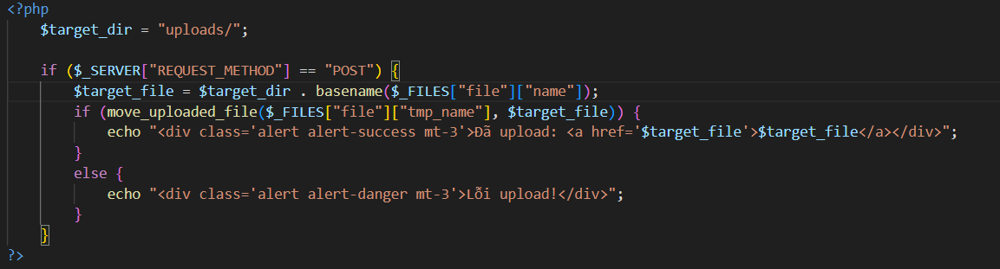 <?php
    $target_dir = "uploads/";

    if ($_SERVER["REQUEST_METHOD"] == "POST") {
        $target_file = $target_dir . basename($_FILES["file"]["name"]);
        if (move_uploaded_file($_FILES["file"]["tmp_name"], $target_file)) {
            echo "<div class='alert alert-success mt-3'>Đã upload: <a href='$target_file'>$target_file</a></div>";
        }
        else {
            echo "<div class='alert alert-danger mt-3'>Lỗi upload!</div>";
        }
    }
?>